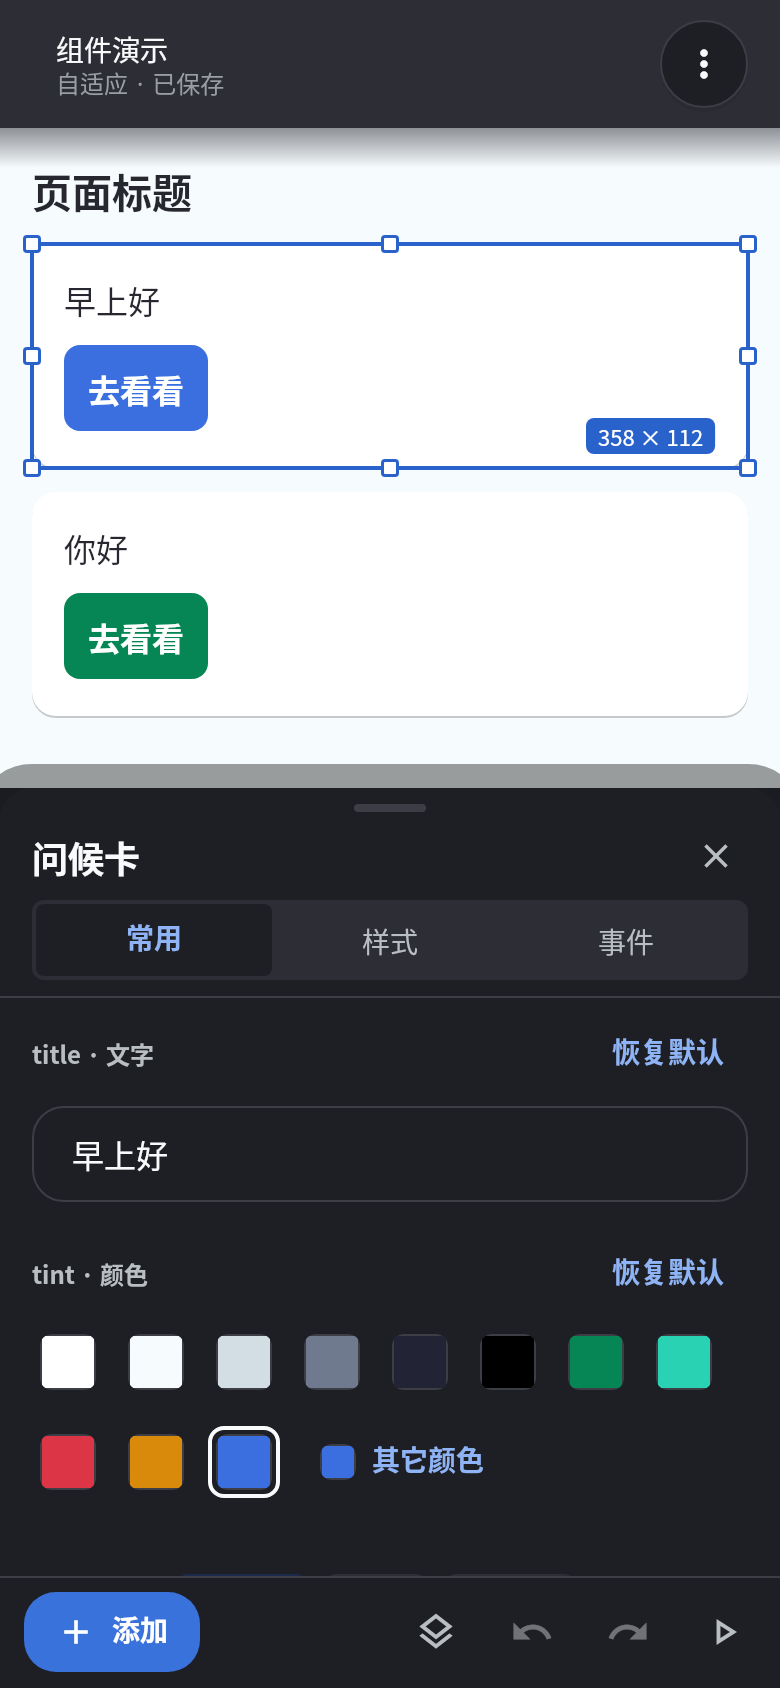 组件演示
自适应 · 已保存
页面标题
早上好
去看看
358 × 112
你好
去看看
问候卡
常用 样式 事件
title · 文字 恢复默认
早上好
tint · 颜色 恢复默认
其它颜色
添加